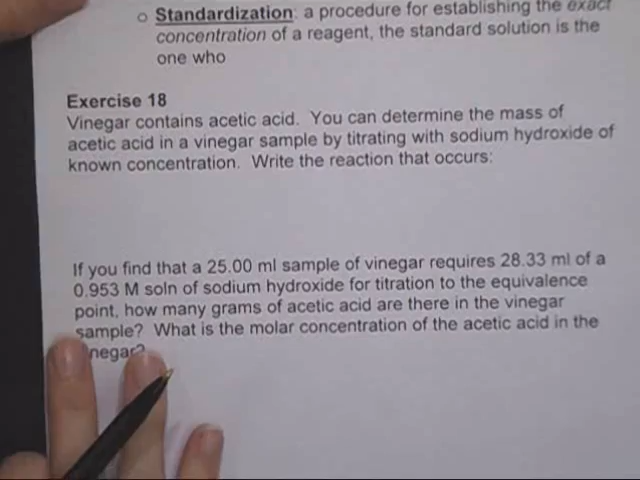 o Standardization: a procedure for establishing the exact
concentration of a reagent, the standard solution is the
one who
Exercise 18
Vinegar contains acetic acid. You can determine the mass of
acetic acid in a vinegar sample by titrating with sodium hydroxide of
known concentration. Write the reaction that occurs:
If you find that a 25.00 ml sample of vinegar requires 28.33 ml of a
0.953 M soln of sodium hydroxide for titration to the equivalence
point, how many grams of acetic acid are there in the vinegar
sample? What is the molar concentration of the acetic acid in the